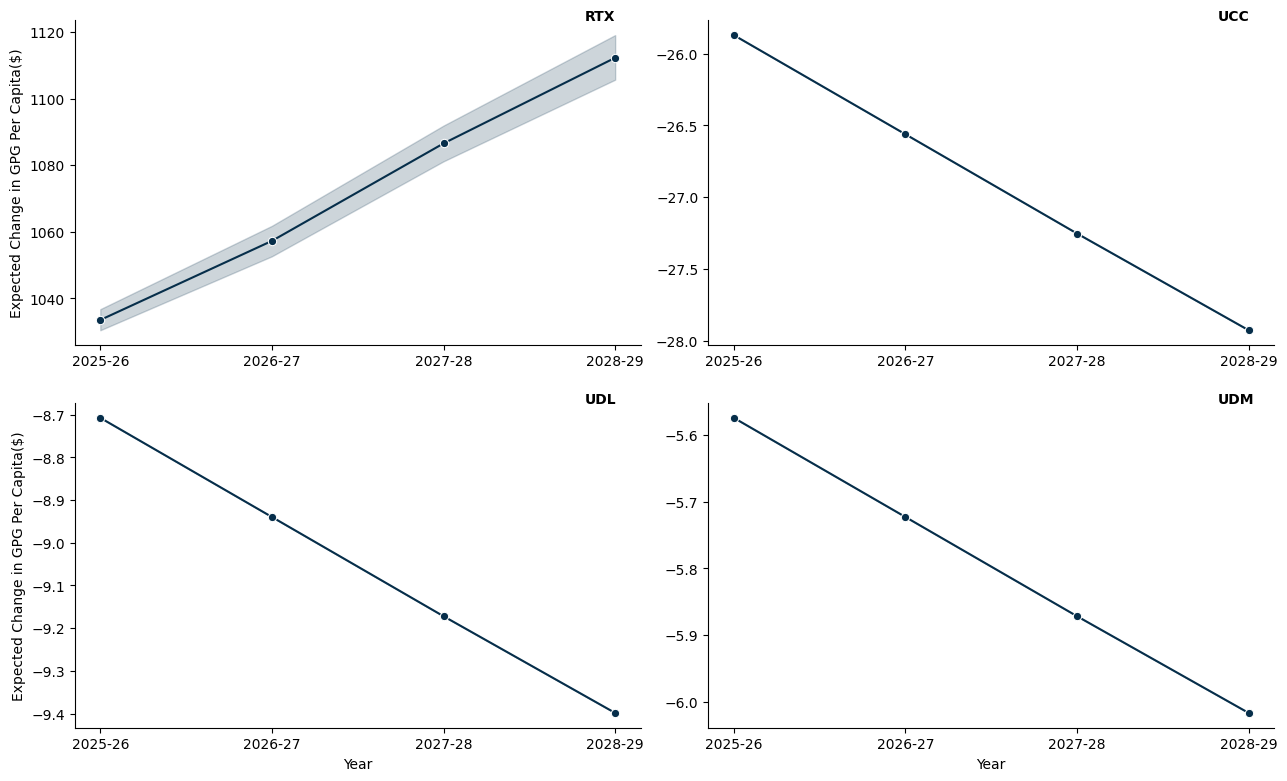 RTX
Expected Change in GPG Per Capita($)
1120
1100
1080
1060
1040
2025-26 2026-27 2027-28 2028-29
UCC
−26.0
−26.5
−27.0
−27.5
−28.0
2025-26 2026-27 2027-28 2028-29
UDL
Expected Change in GPG Per Capita($)
−8.7
−8.8
−8.9
−9.0
−9.1
−9.2
−9.3
−9.4
2025-26 2026-27 2027-28 2028-29
Year
UDM
−5.6
−5.7
−5.8
−5.9
−6.0
2025-26 2026-27 2027-28 2028-29
Year